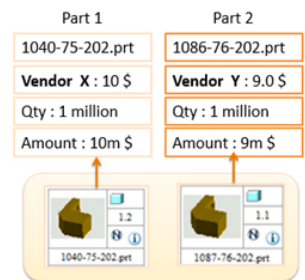 Part 1
1040-75-202.prt
Vendor X : 10 $
Qty : 1 million
Amount : 10m $
Part 2
1086-76-202.prt
Vendor Y : 9.0 $
Qty : 1 million
Amount : 9m $
1.2
N i
1040-75-202.prt
1.1
N i
1087-76-202.prt